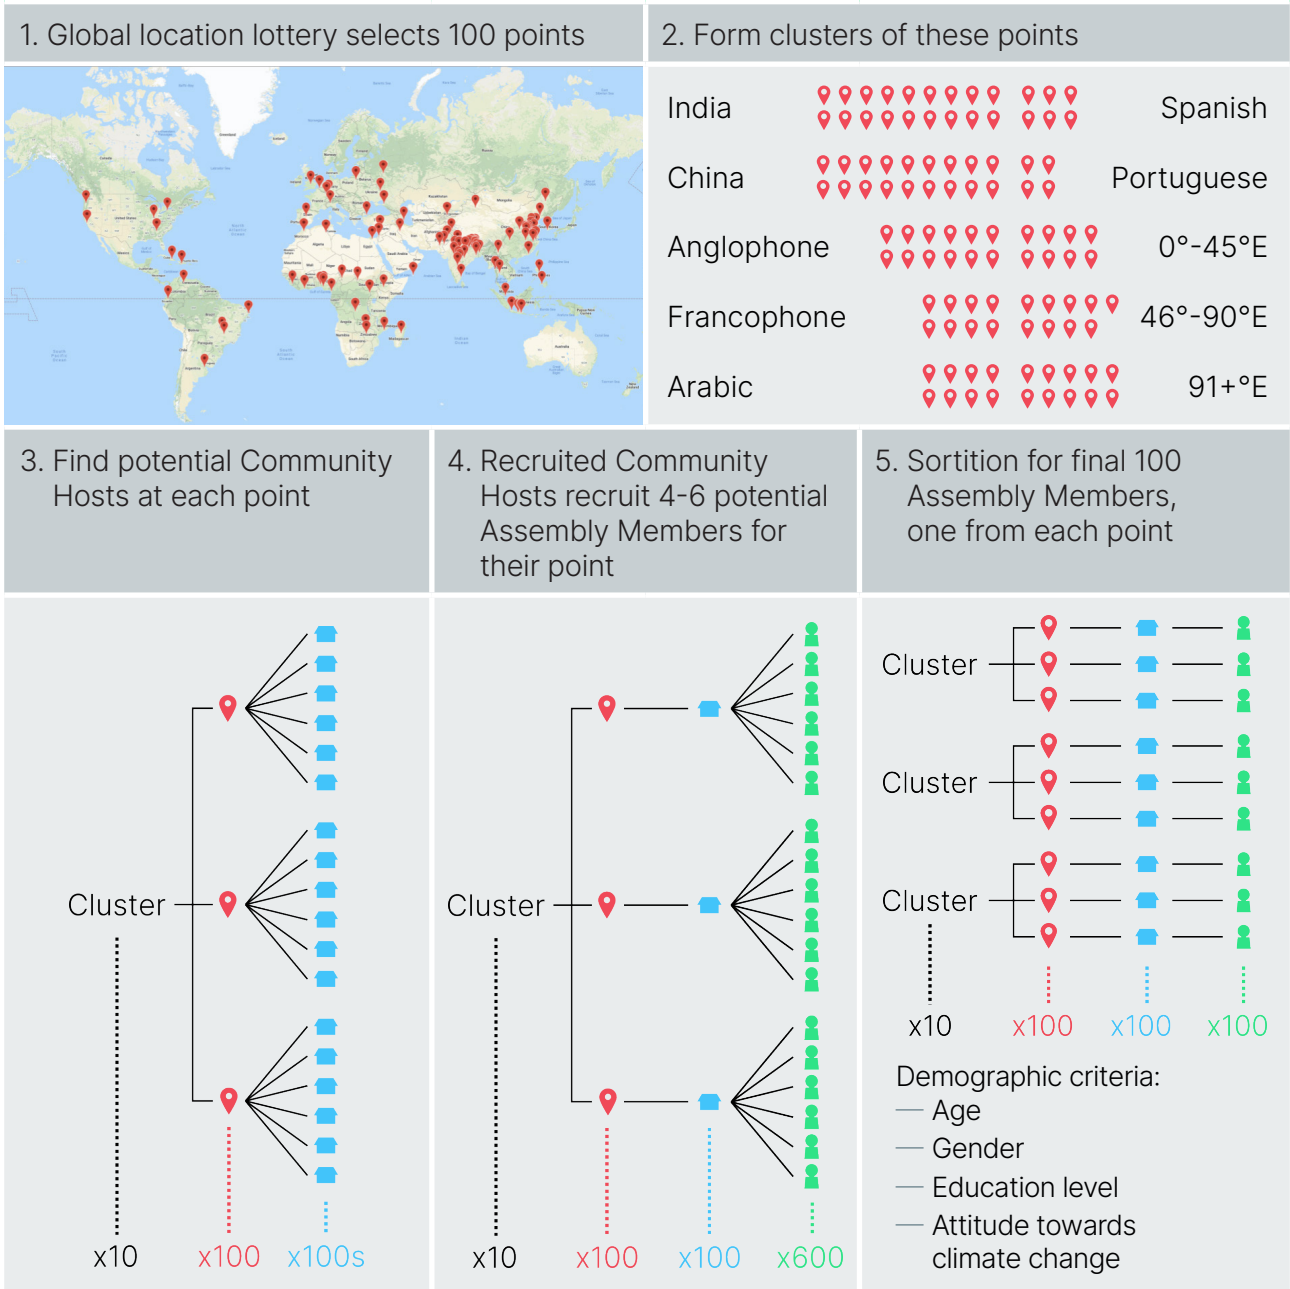 1. Global location lottery selects 100 points
2. Form clusters of these points
India
Spanish
China
Portuguese
Anglophone
0°-45°E
Francophone
46°-90°E
Arabic
91+°E
3. Find potential Community
Hosts at each point
4. Recruited Community
Hosts recruit 4-6 potential
Assembly Members for
their point
5. Sortition for final 100
Assembly Members,
one from each point
Cluster
x10
x100
x100s
Cluster
x10
x100
x100
x600
Cluster
Cluster
Cluster
x10
x100
x100
x100
Demographic criteria:
— Age
— Gender
— Education level
— Attitude towards
climate change